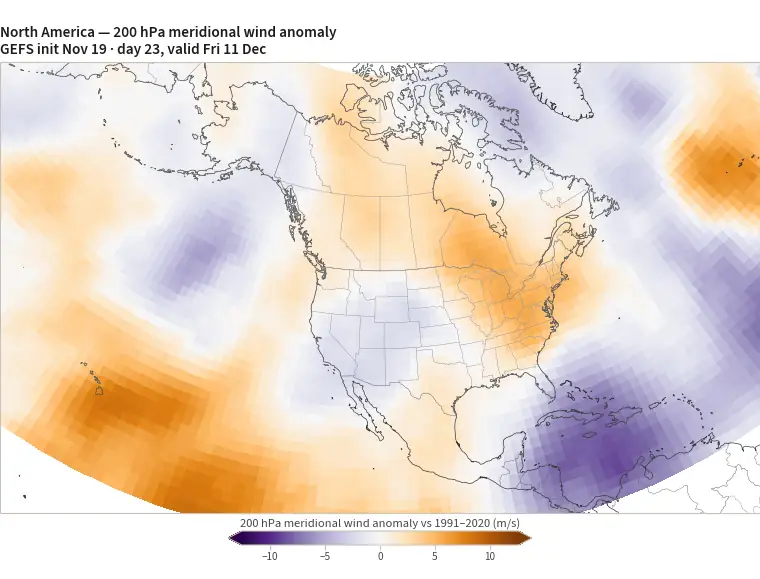 North America — 200 hPa meridional wind anomaly
GEFS init Nov 19 · day 23, valid Fri 11 Dec
200 hPa meridional wind anomaly vs 1991–2020 (m/s)
−10 −5 0 5 10